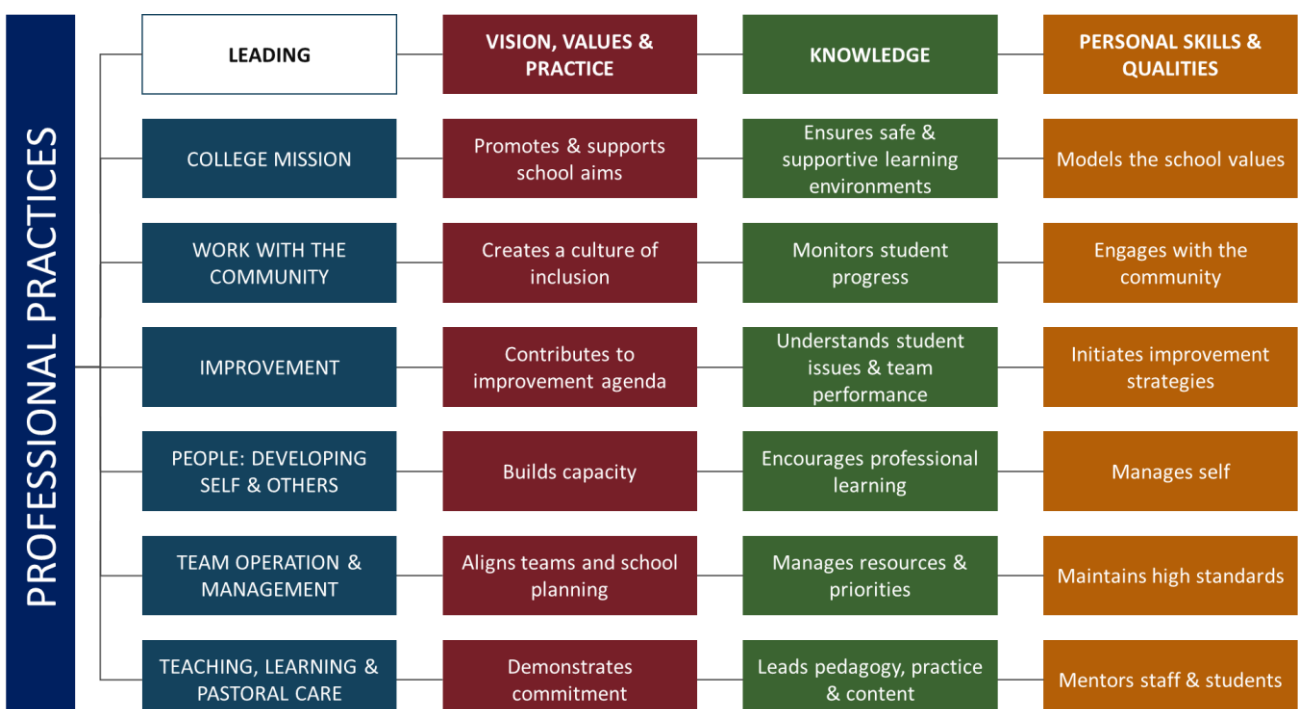 PROFESSIONAL PRACTICES
LEADING
VISION, VALUES &
PRACTICE
KNOWLEDGE
PERSONAL SKILLS &
QUALITIES
COLLEGE MISSION
Promotes & supports
school aims
Ensures safe &
supportive learning
environments
Models the school values
WORK WITH THE
COMMUNITY
Creates a culture of
inclusion
Monitors student
progress
Engages with the
community
IMPROVEMENT
Contributes to
improvement agenda
Understands student
issues & team
performance
Initiates improvement
strategies
PEOPLE: DEVELOPING
SELF & OTHERS
Builds capacity
Encourages professional
learning
Manages self
TEAM OPERATION &
MANAGEMENT
Aligns teams and school
planning
Manages resources &
priorities
Maintains high standards
TEACHING, LEARNING &
PASTORAL CARE
Demonstrates
commitment
Leads pedagogy, practice
& content
Mentors staff & students